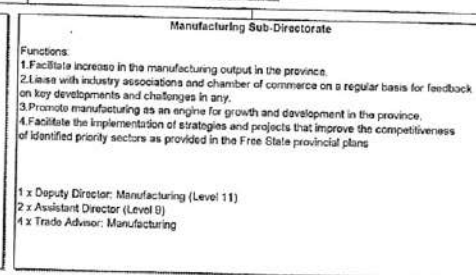 Manufacturing Sub-Directorate
Functions:
1.Facilitate increase in the manufacturing output in the province.
2.Liaise with industry associations and chamber of commerce on a regular basis for feedback
on key developments and challenges in any.
3.Promote manufacturing as an engine for growth and development in the province.
4.Facilitate the implementation of strategies and projects that improve the competitiveness
of identified priority sectors as provided in the Free State provincial plans
1 x Deputy Director: Manufacturing (Level 11)
2 x Assistant Director (Level 9)
4 x Trade Advisor: Manufacturing